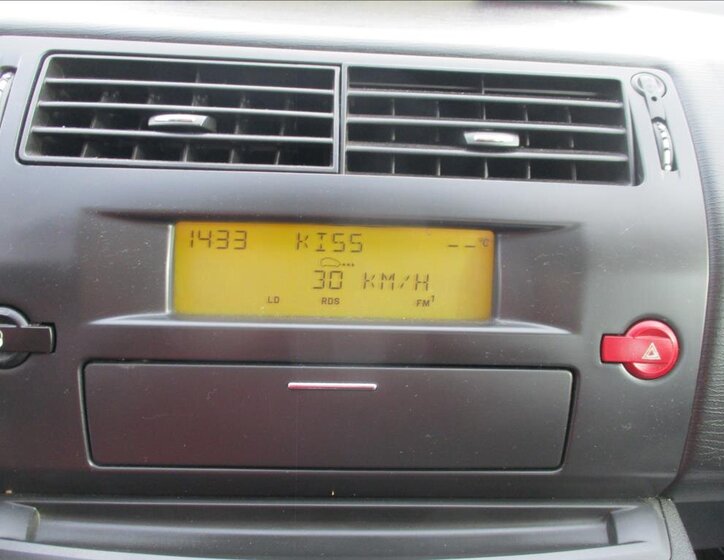 1433 KISS --°C
30 KM/H
LD RDS FM1